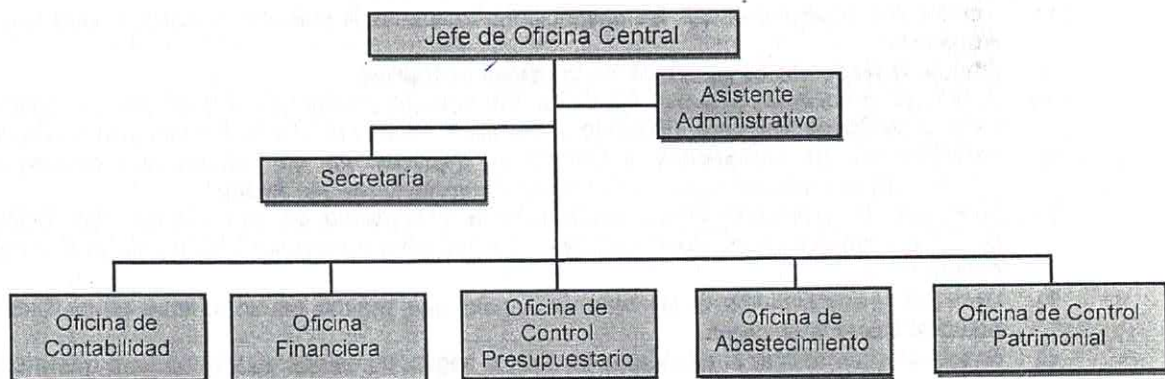 Jefe de Oficina Central
Asistente
Administrativo
Secretaría
Oficina de
Contabilidad
Oficina
Financiera
Oficina de
Control
Presupuestario
Oficina de
Abastecimiento
Oficina de Control
Patrimonial